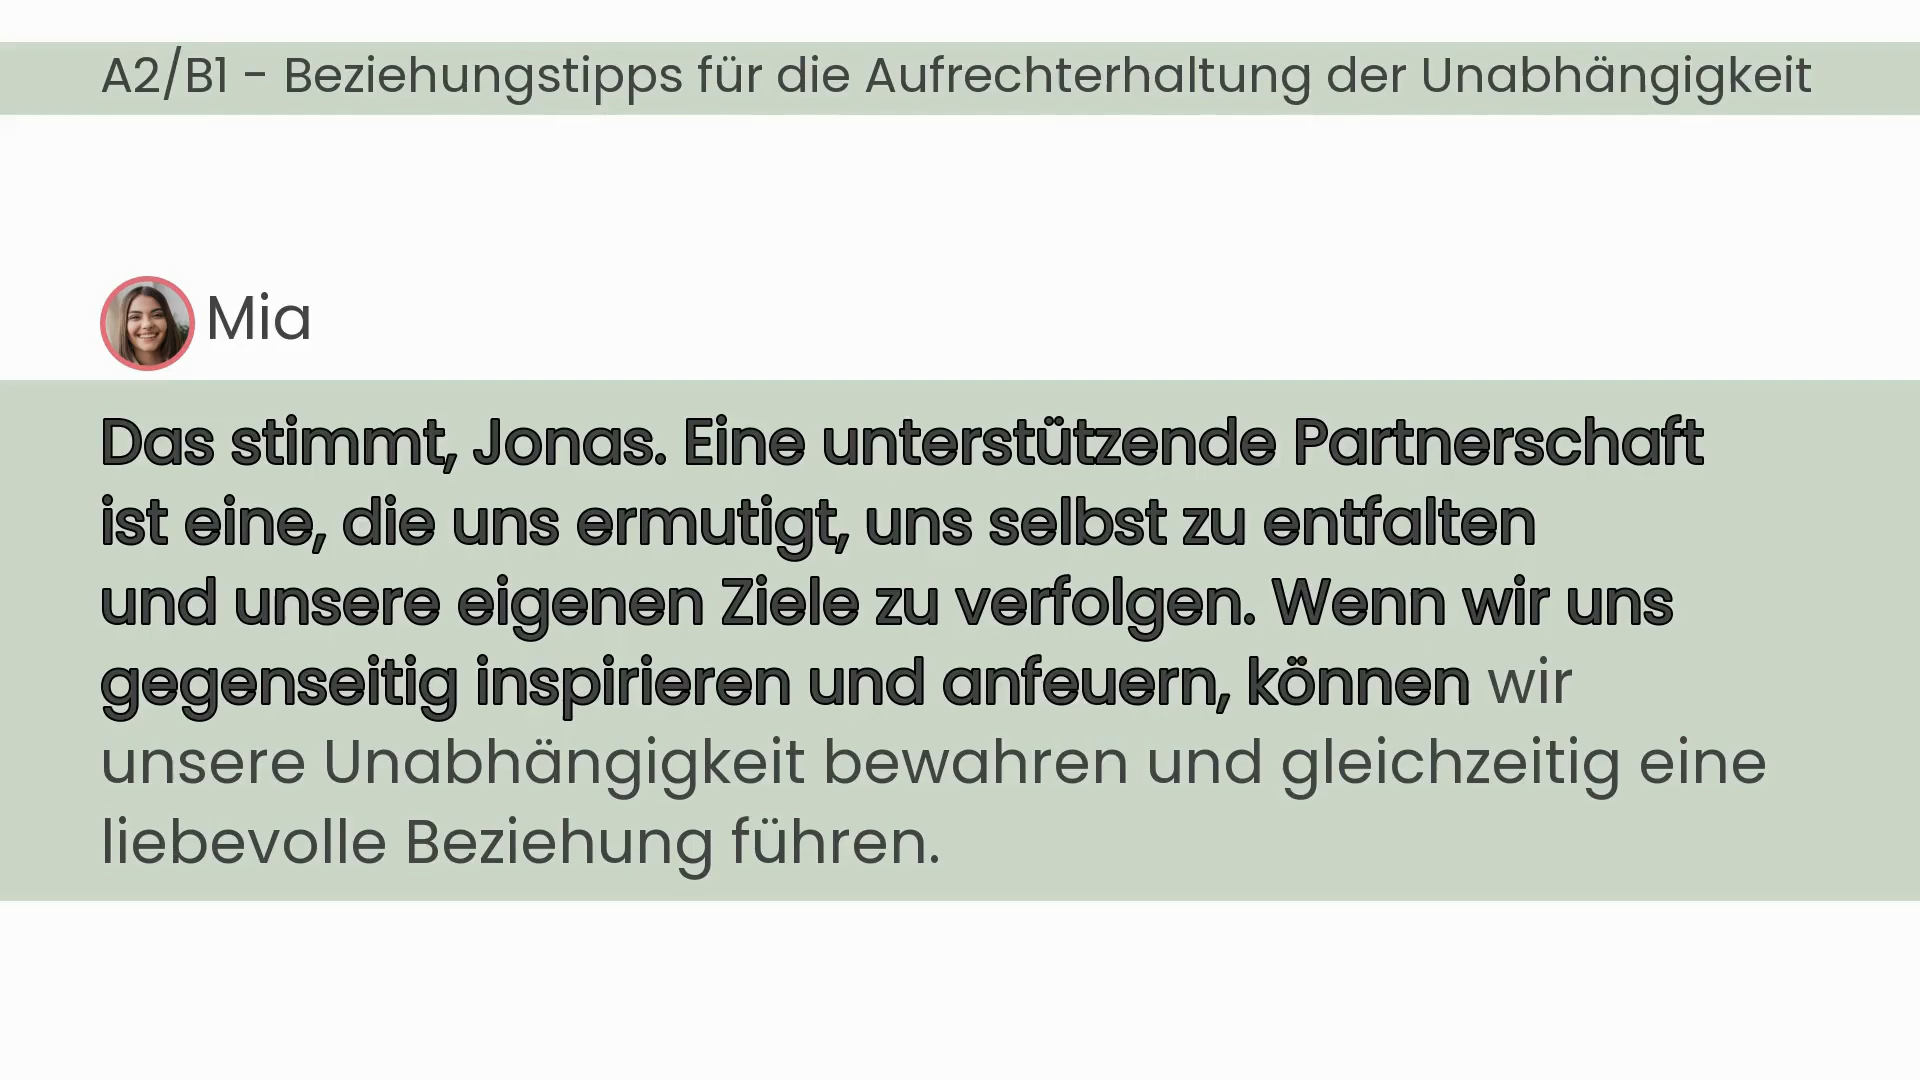 A2/B1 - Beziehungstipps für die Aufrechterhaltung der Unabhängigkeit
Mia
Das stimmt, Jonas. Eine unterstützende Partnerschaft
ist eine, die uns ermutigt, uns selbst zu entfalten
und unsere eigenen Ziele zu verfolgen. Wenn wir uns
gegenseitig inspirieren und anfeuern, können wir
unsere Unabhängigkeit bewahren und gleichzeitig eine
liebevolle Beziehung führen.